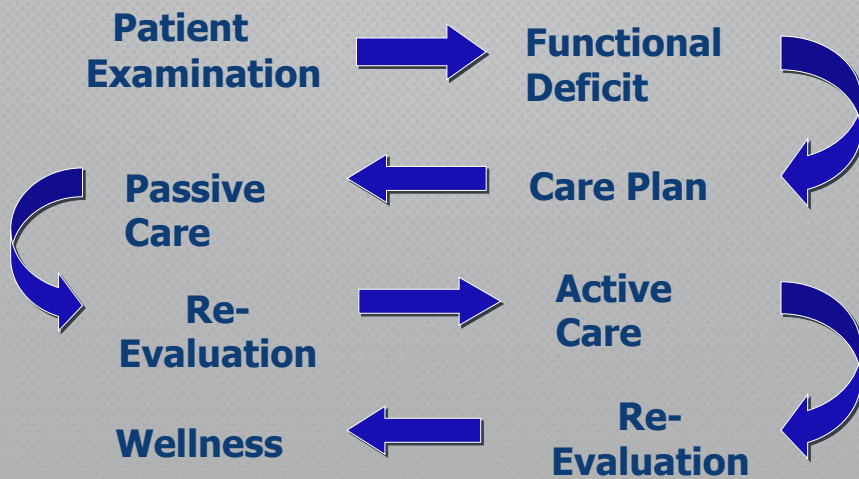 Patient
Examination
Functional
Deficit
Care Plan
Passive
Care
Re-
Evaluation
Active
Care
Re-
Evaluation
Wellness